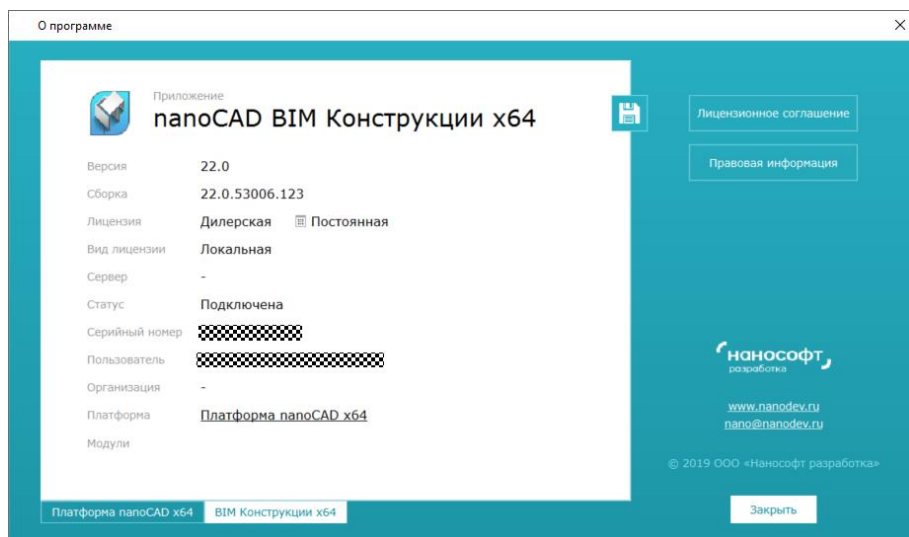 О программе
Приложение
nanoCAD BIM Конструкции x64
Версия 22.0
Сборка 22.0.53006.123
Лицензия Дилерская Постоянная
Вид лицензии Локальная
Сервер -
Статус Подключена
Серийный номер
Пользователь
Организация -
Платформа Платформа nanoCAD x64
Модули
Платформа nanoCAD x64 BIM Конструкции x64
Лицензионное соглашение
Правовая информация
нанософт
разработка
www.nanodev.ru
nano@nanodev.ru
© 2019 ООО «Нанософт разработка»
Закрыть